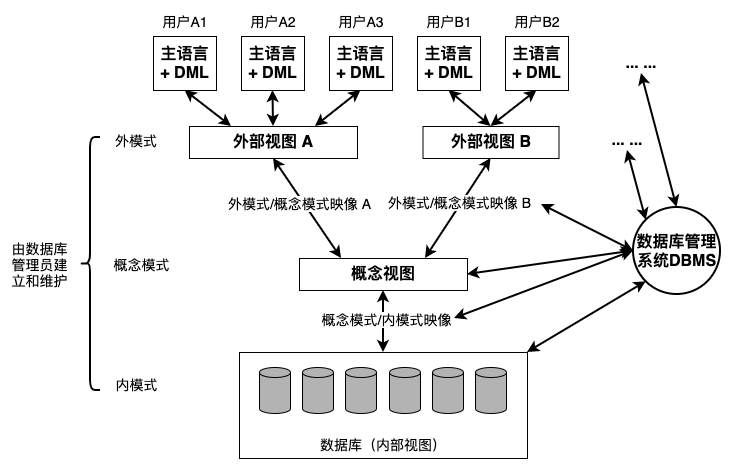 用户A1
用户A2
用户A3
用户B1
用户B2
主语言
+ DML
主语言
+ DML
主语言
+ DML
主语言
+ DML
主语言
+ DML
... ...
外模式
外部视图 A
外部视图 B
... ...
外模式/概念模式映像 A
外模式/概念模式映像 B
由数据库
管理员建
立和维护
数据库管理
系统DBMS
概念模式
概念视图
概念模式/内模式映像
内模式
数据库（内部视图）